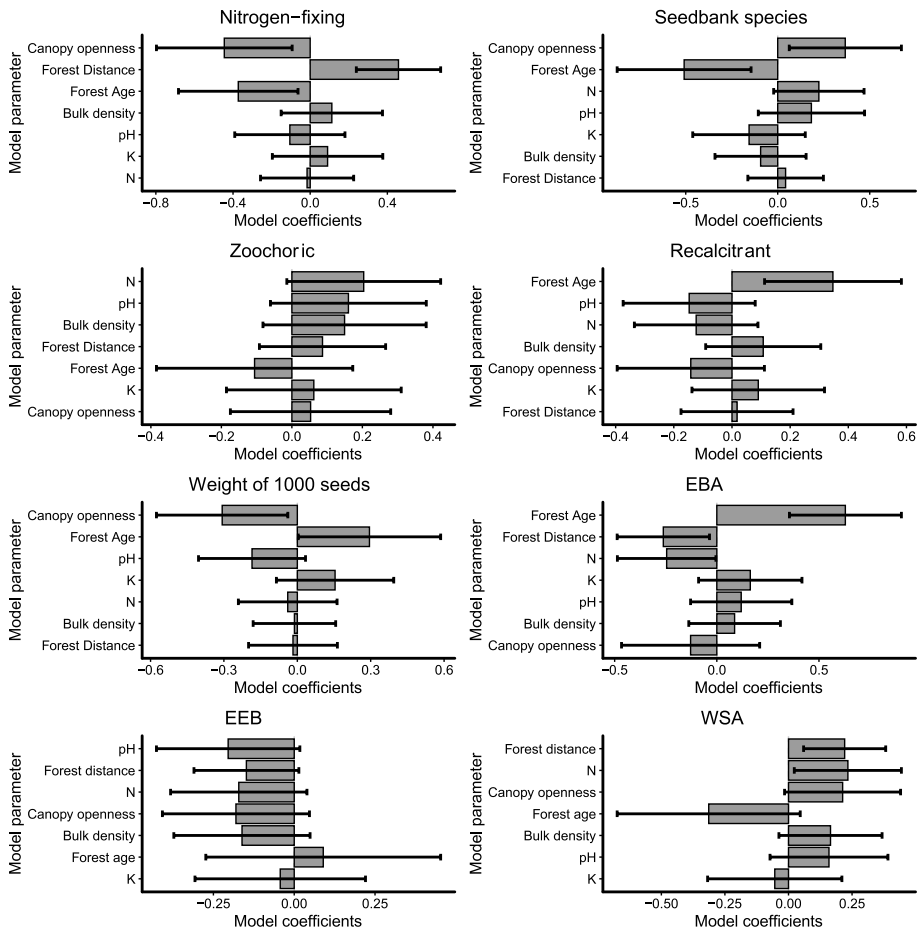 Nitrogen−fixing
Model parameter
Canopy openness
Forest Distance
Forest Age
Bulk density
pH
K
N
−0.8 −0.4 0.0 0.4
Model coefficients
Seedbank species
Model parameter
Canopy openness
Forest Age
N
pH
K
Bulk density
Forest Distance
−0.5 0.0 0.5
Model coefficients
Zoochoric
Model parameter
N
pH
Bulk density
Forest Distance
Forest Age
K
Canopy openness
−0.4 −0.2 0.0 0.2 0.4
Model coefficients
Recalcitrant
Model parameter
Forest Age
pH
N
Bulk density
Canopy openness
K
Forest Distance
−0.4 −0.2 0.0 0.2 0.4 0.6
Model coefficients
Weight of 1000 seeds
Model parameter
Canopy openness
Forest Age
pH
K
N
Bulk density
Forest Distance
−0.6 −0.3 0.0 0.3 0.6
Model coefficients
EBA
Model parameter
Forest Age
Forest Distance
N
K
pH
Bulk density
Canopy openness
−0.5 0.0 0.5
Model coefficients
EEB
Model parameter
pH
Forest distance
N
Canopy openness
Bulk density
Forest age
K
−0.25 0.00 0.25
Model coefficients
WSA
Model parameter
Forest distance
N
Canopy openness
Forest age
Bulk density
pH
K
−0.50 −0.25 0.00 0.25
Model coefficients